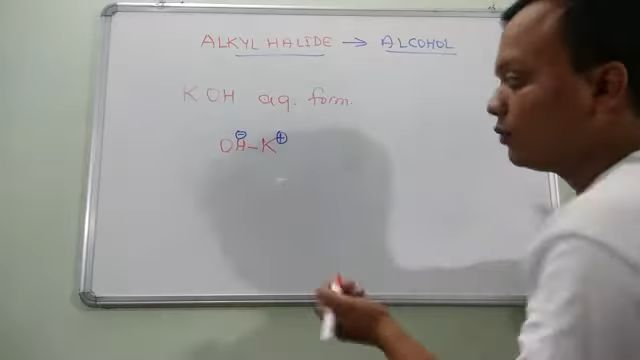 ALKYL HALIDE → ALCOHOL
KOH aq. form.
OH⊖-K⊕